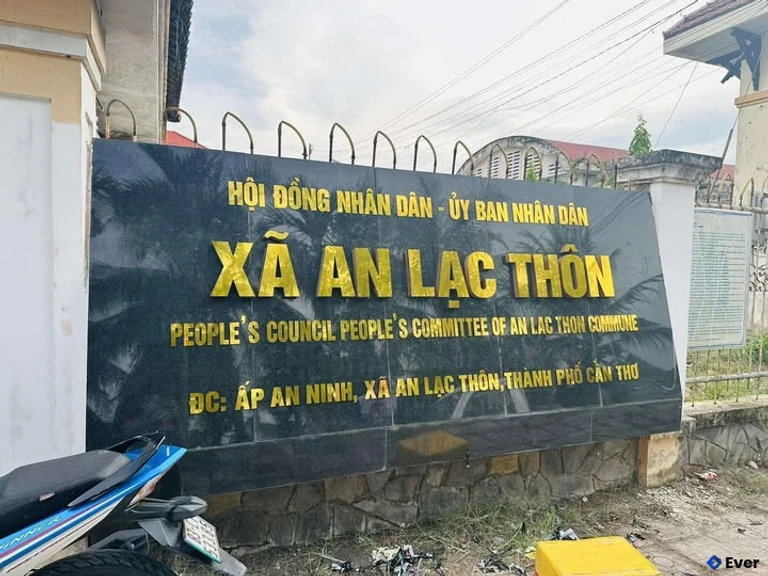 HỘI ĐỒNG NHÂN DÂN - ỦY BAN NHÂN DÂN
XÃ AN LẠC THÔN
PEOPLE'S COUNCIL PEOPLE'S COMMITTEE OF AN LAC THON COMMUNE
ĐC: ẤP AN NINH, XÃ AN LẠC THÔN, THÀNH PHỐ CẦN THƠ
Ever